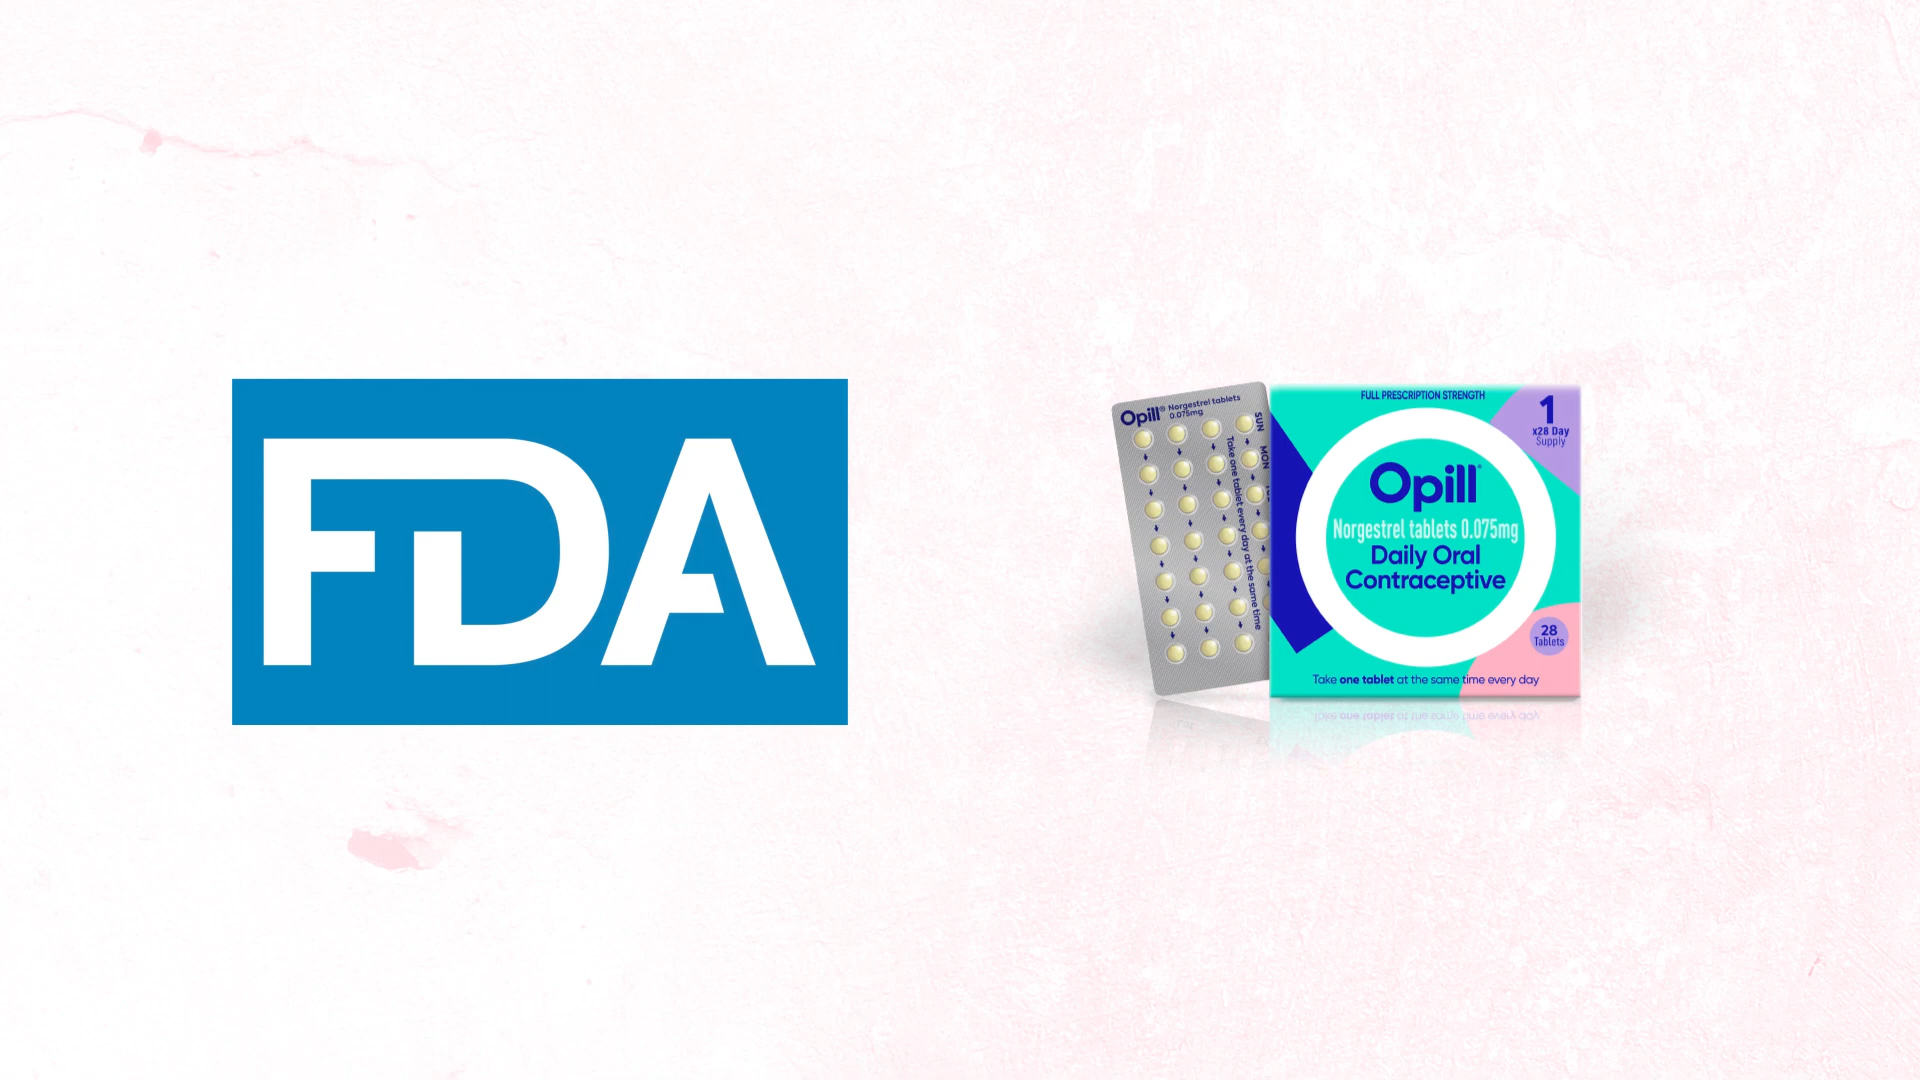 FDA
Opill® Norgestrel tablets
0.075mg
SUN
MON
Take one tablet every day at the same time
FULL PRESCRIPTION STRENGTH
1
x28 Day
Supply
Opill®
Norgestrel tablets 0.075mg
Daily Oral
Contraceptive
28
Tablets
Take one tablet at the same time every day